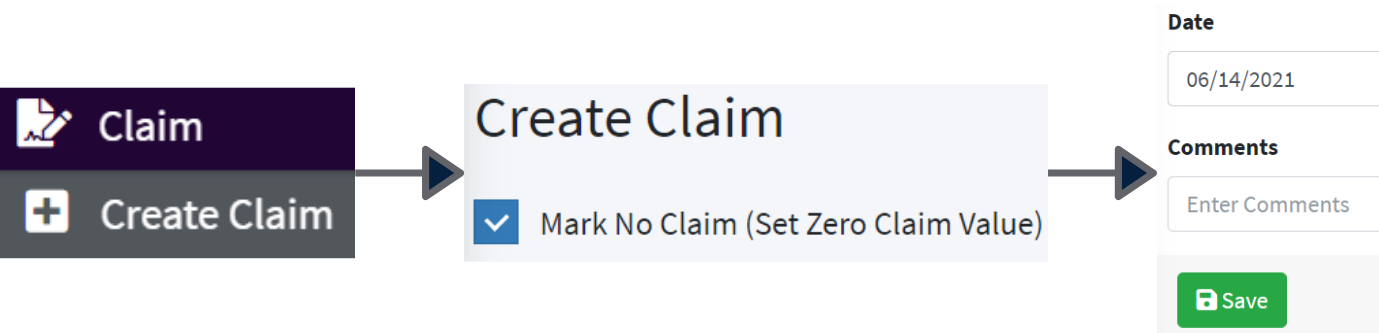 Claim
Create Claim
Create Claim
Mark No Claim (Set Zero Claim Value)
Date
06/14/2021
Comments
Enter Comments
Save